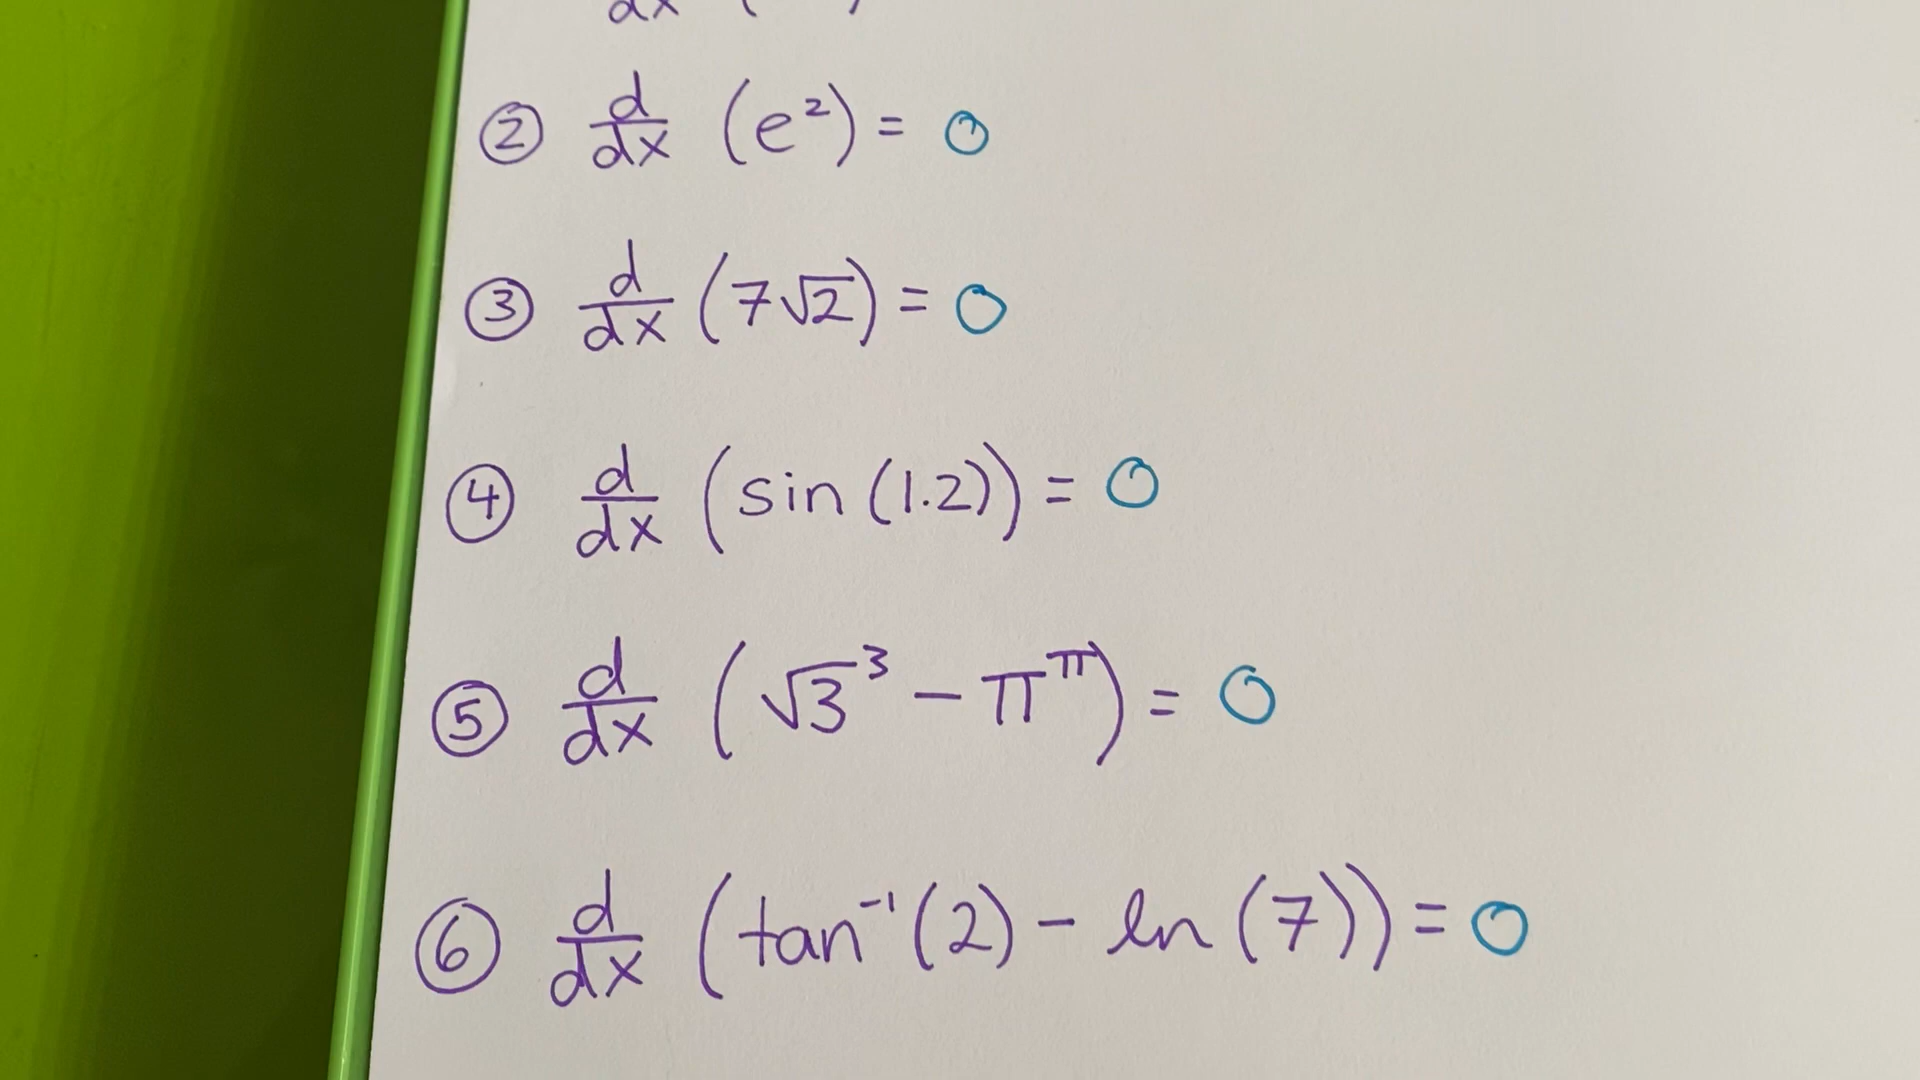 ② d/dx (e²) = 0
③ d/dx (7√2) = 0
④ d/dx (sin (1.2)) = 0
⑤ d/dx (√3³ − π^π) = 0
⑥ d/dx (tan⁻¹ (2) − ln (7)) = 0